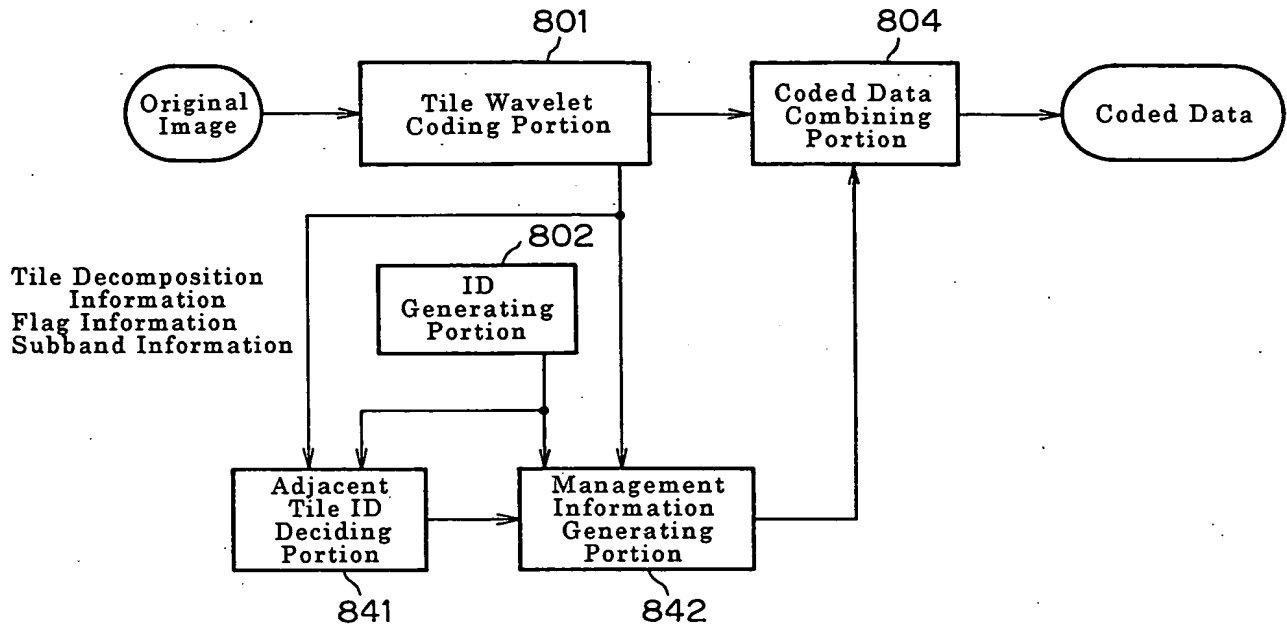 801
804
Original
Image
Tile Wavelet
Coding Portion
Coded Data
Combining
Portion
Coded Data
802
ID
Generating
Portion
Tile Decomposition
Information
Flag Information
Subband Information
Adjacent
Tile ID
Deciding
Portion
Management
Information
Generating
Portion
841
842